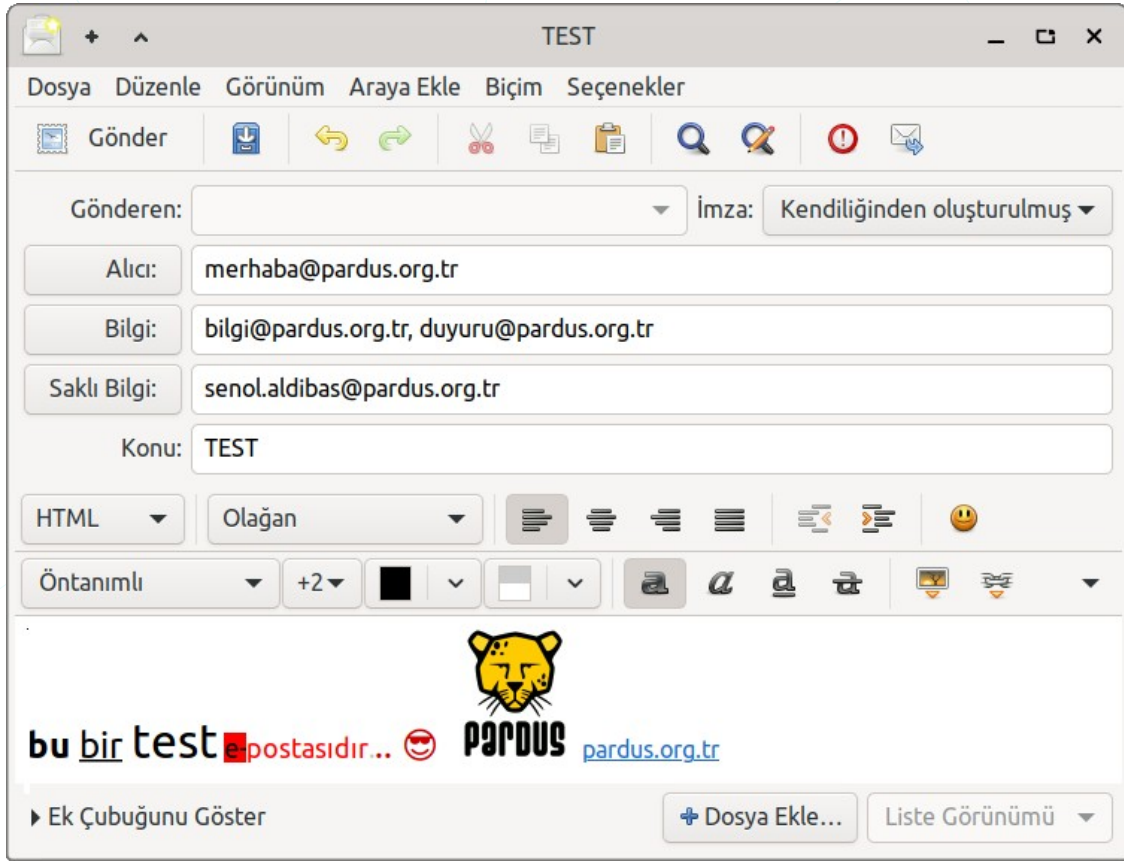 TEST
Dosya Düzenle Görünüm Araya Ekle Biçim Seçenekler
Gönder
Gönderen: İmza: Kendiliğinden oluşturulmuş
Alıcı: merhaba@pardus.org.tr
Bilgi: bilgi@pardus.org.tr, duyuru@pardus.org.tr
Saklı Bilgi: senol.aldibas@pardus.org.tr
Konu: TEST
HTML Olağan
Öntanımlı +2 a a a a
bu bir test e-postasıdır... PARDUS pardus.org.tr
Ek Çubuğunu Göster Dosya Ekle... Liste Görünümü